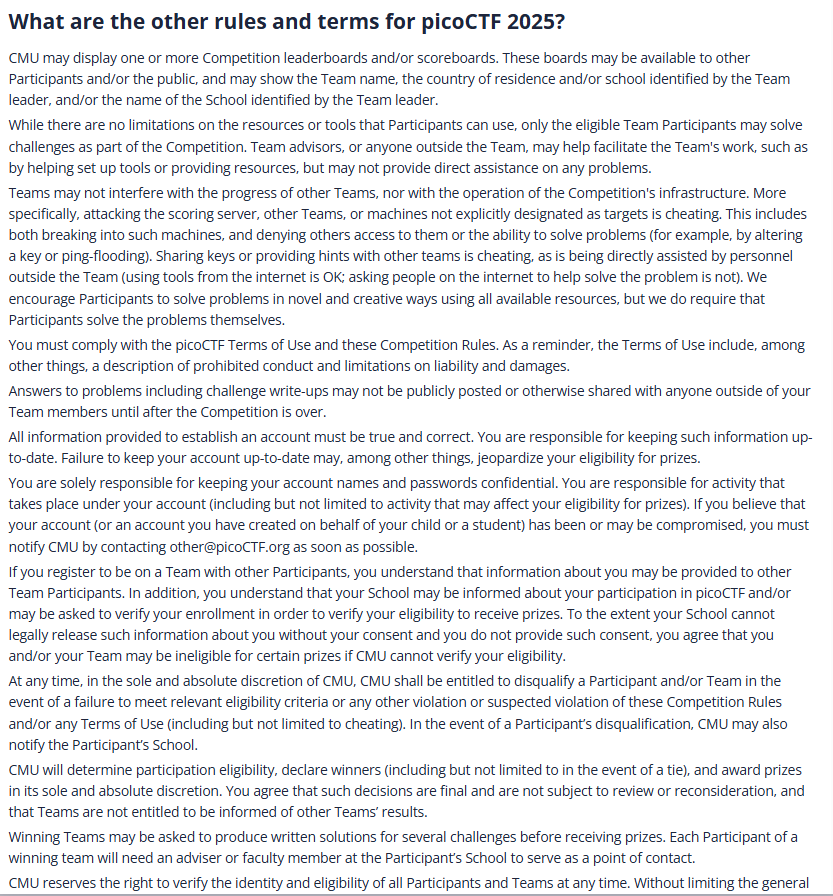 What are the other rules and terms for picoCTF 2025?
CMU may display one or more Competition leaderboards and/or scoreboards. These boards may be available to other
Participants and/or the public, and may show the Team name, the country of residence and/or school identified by the Team
leader, and/or the name of the School identified by the Team leader.
While there are no limitations on the resources or tools that Participants can use, only the eligible Team Participants may solve
challenges as part of the Competition. Team advisors, or anyone outside the Team, may help facilitate the Team's work, such as
by helping set up tools or providing resources, but may not provide direct assistance on any problems.
Teams may not interfere with the progress of other Teams, nor with the operation of the Competition's infrastructure. More
specifically, attacking the scoring server, other Teams, or machines not explicitly designated as targets is cheating. This includes
both breaking into such machines, and denying others access to them or the ability to solve problems (for example, by altering
a key or ping-flooding). Sharing keys or providing hints with other teams is cheating, as is being directly assisted by personnel
outside the Team (using tools from the internet is OK; asking people on the internet to help solve the problem is not). We
encourage Participants to solve problems in novel and creative ways using all available resources, but we do require that
Participants solve the problems themselves.
You must comply with the picoCTF Terms of Use and these Competition Rules. As a reminder, the Terms of Use include, among
other things, a description of prohibited conduct and limitations on liability and damages.
Answers to problems including challenge write-ups may not be publicly posted or otherwise shared with anyone outside of your
Team members until after the Competition is over.
All information provided to establish an account must be true and correct. You are responsible for keeping such information up-
to-date. Failure to keep your account up-to-date may, among other things, jeopardize your eligibility for prizes.
You are solely responsible for keeping your account names and passwords confidential. You are responsible for activity that
takes place under your account (including but not limited to activity that may affect your eligibility for prizes). If you believe that
your account (or an account you have created on behalf of your child or a student) has been or may be compromised, you must
notify CMU by contacting other@picoCTF.org as soon as possible.
If you register to be on a Team with other Participants, you understand that information about you may be provided to other
Team Participants. In addition, you understand that your School may be informed about your participation in picoCTF and/or
may be asked to verify your enrollment in order to verify your eligibility to receive prizes. To the extent your School cannot
legally release such information about you without your consent and you do not provide such consent, you agree that you
and/or your Team may be ineligible for certain prizes if CMU cannot verify your eligibility.
At any time, in the sole and absolute discretion of CMU, CMU shall be entitled to disqualify a Participant and/or Team in the
event of a failure to meet relevant eligibility criteria or any other violation or suspected violation of these Competition Rules
and/or any Terms of Use (including but not limited to cheating). In the event of a Participant’s disqualification, CMU may also
notify the Participant’s School.
CMU will determine participation eligibility, declare winners (including but not limited to in the event of a tie), and award prizes
in its sole and absolute discretion. You agree that such decisions are final and are not subject to review or reconsideration, and
that Teams are not entitled to be informed of other Teams’ results.
Winning Teams may be asked to produce written solutions for several challenges before receiving prizes. Each Participant of a
winning team will need an adviser or faculty member at the Participant’s School to serve as a point of contact.
CMU reserves the right to verify the identity and eligibility of all Participants and Teams at any time. Without limiting the general